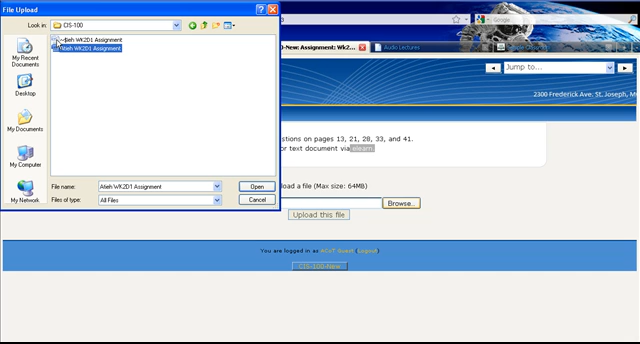 File Upload
Look in:
CIS-100
My Recent
Documents
Desktop
My Documents
My Computer
My Network
~$ieh WK2D1 Assignment
Atieh WK2D1 Assignment
File name:
Atieh WK2D1 Assignment
Open
Files of type:
All Files
Cancel
Google
0-New: Assignment: Wk2...
Audio Lectures
Jump to...
2300 Frederick Ave. St. Joseph, M
stions on pages 13, 21, 28, 33, and 41.
or text document via elearn.
load a file (Max size: 64MB)
Browse...
Upload this file
You are logged in as
(Logout)
CIS-100-New